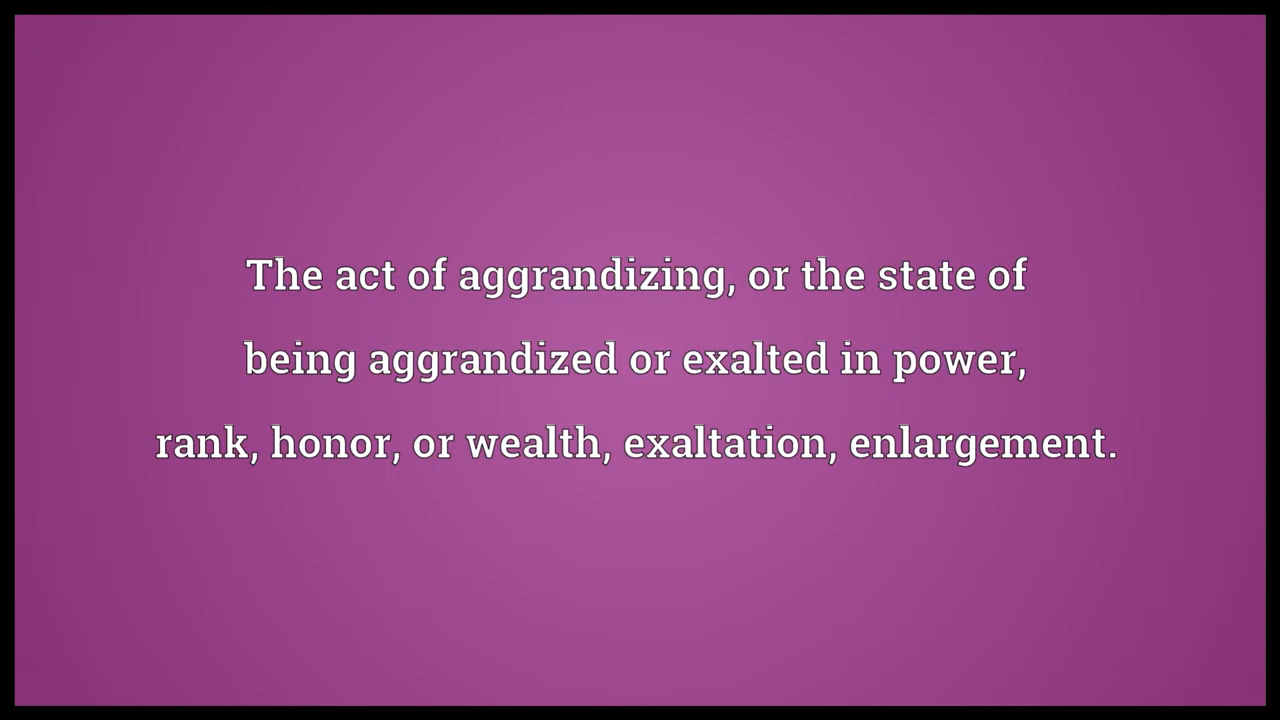 The act of aggrandizing, or the state of
being aggrandized or exalted in power,
rank, honor, or wealth, exaltation, enlargement.